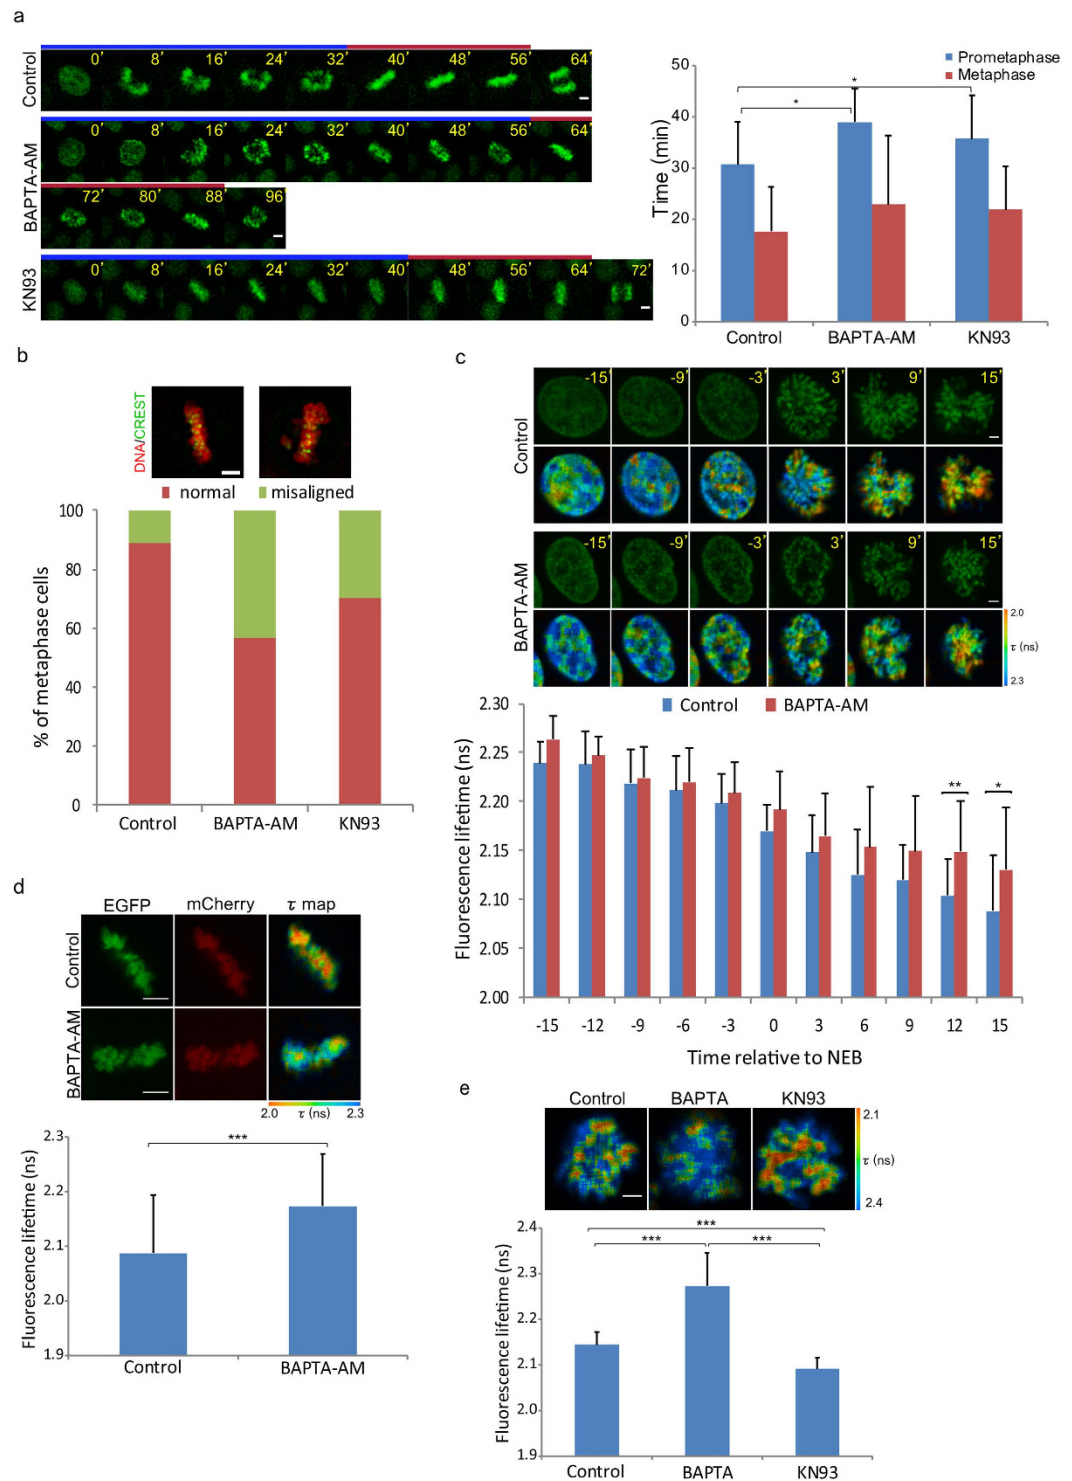 a
Control
0' 8' 16' 24' 32' 40' 48' 56' 64'
BAPTA-AM
0' 8' 16' 24' 32' 40' 48' 56' 64'
72' 80' 88' 96'
KN93
0' 8' 16' 24' 32' 40' 48' 56' 64' 72'
Prometaphase
Metaphase
Time (min)
50
40
30
20
10
0
*
*
Control BAPTA-AM KN93
b
DNA/CREST
normal misaligned
% of metaphase cells
100
80
60
40
20
0
Control BAPTA-AM KN93
c
Control
-15' -9' -3' 3' 9' 15'
BAPTA-AM
-15' -9' -3' 3' 9' 15'
2.0
τ (ns)
2.3
Control BAPTA-AM
Fluorescence lifetime (ns)
2.30
2.25
2.20
2.15
2.10
2.05
2.00
** *
-15 -12 -9 -6 -3 0 3 6 9 12 15
Time relative to NEB
d
EGFP mCherry τ map
Control
BAPTA-AM
2.0 τ (ns) 2.3
Fluorescence lifetime (ns)
2.3
2.2
2.1
2.0
1.9
***
Control BAPTA-AM
e
Control BAPTA KN93
2.1
τ (ns)
2.4
Fluorescence lifetime (ns)
2.4
2.3
2.2
2.1
2.0
1.9
***
*** ***
Control BAPTA KN93